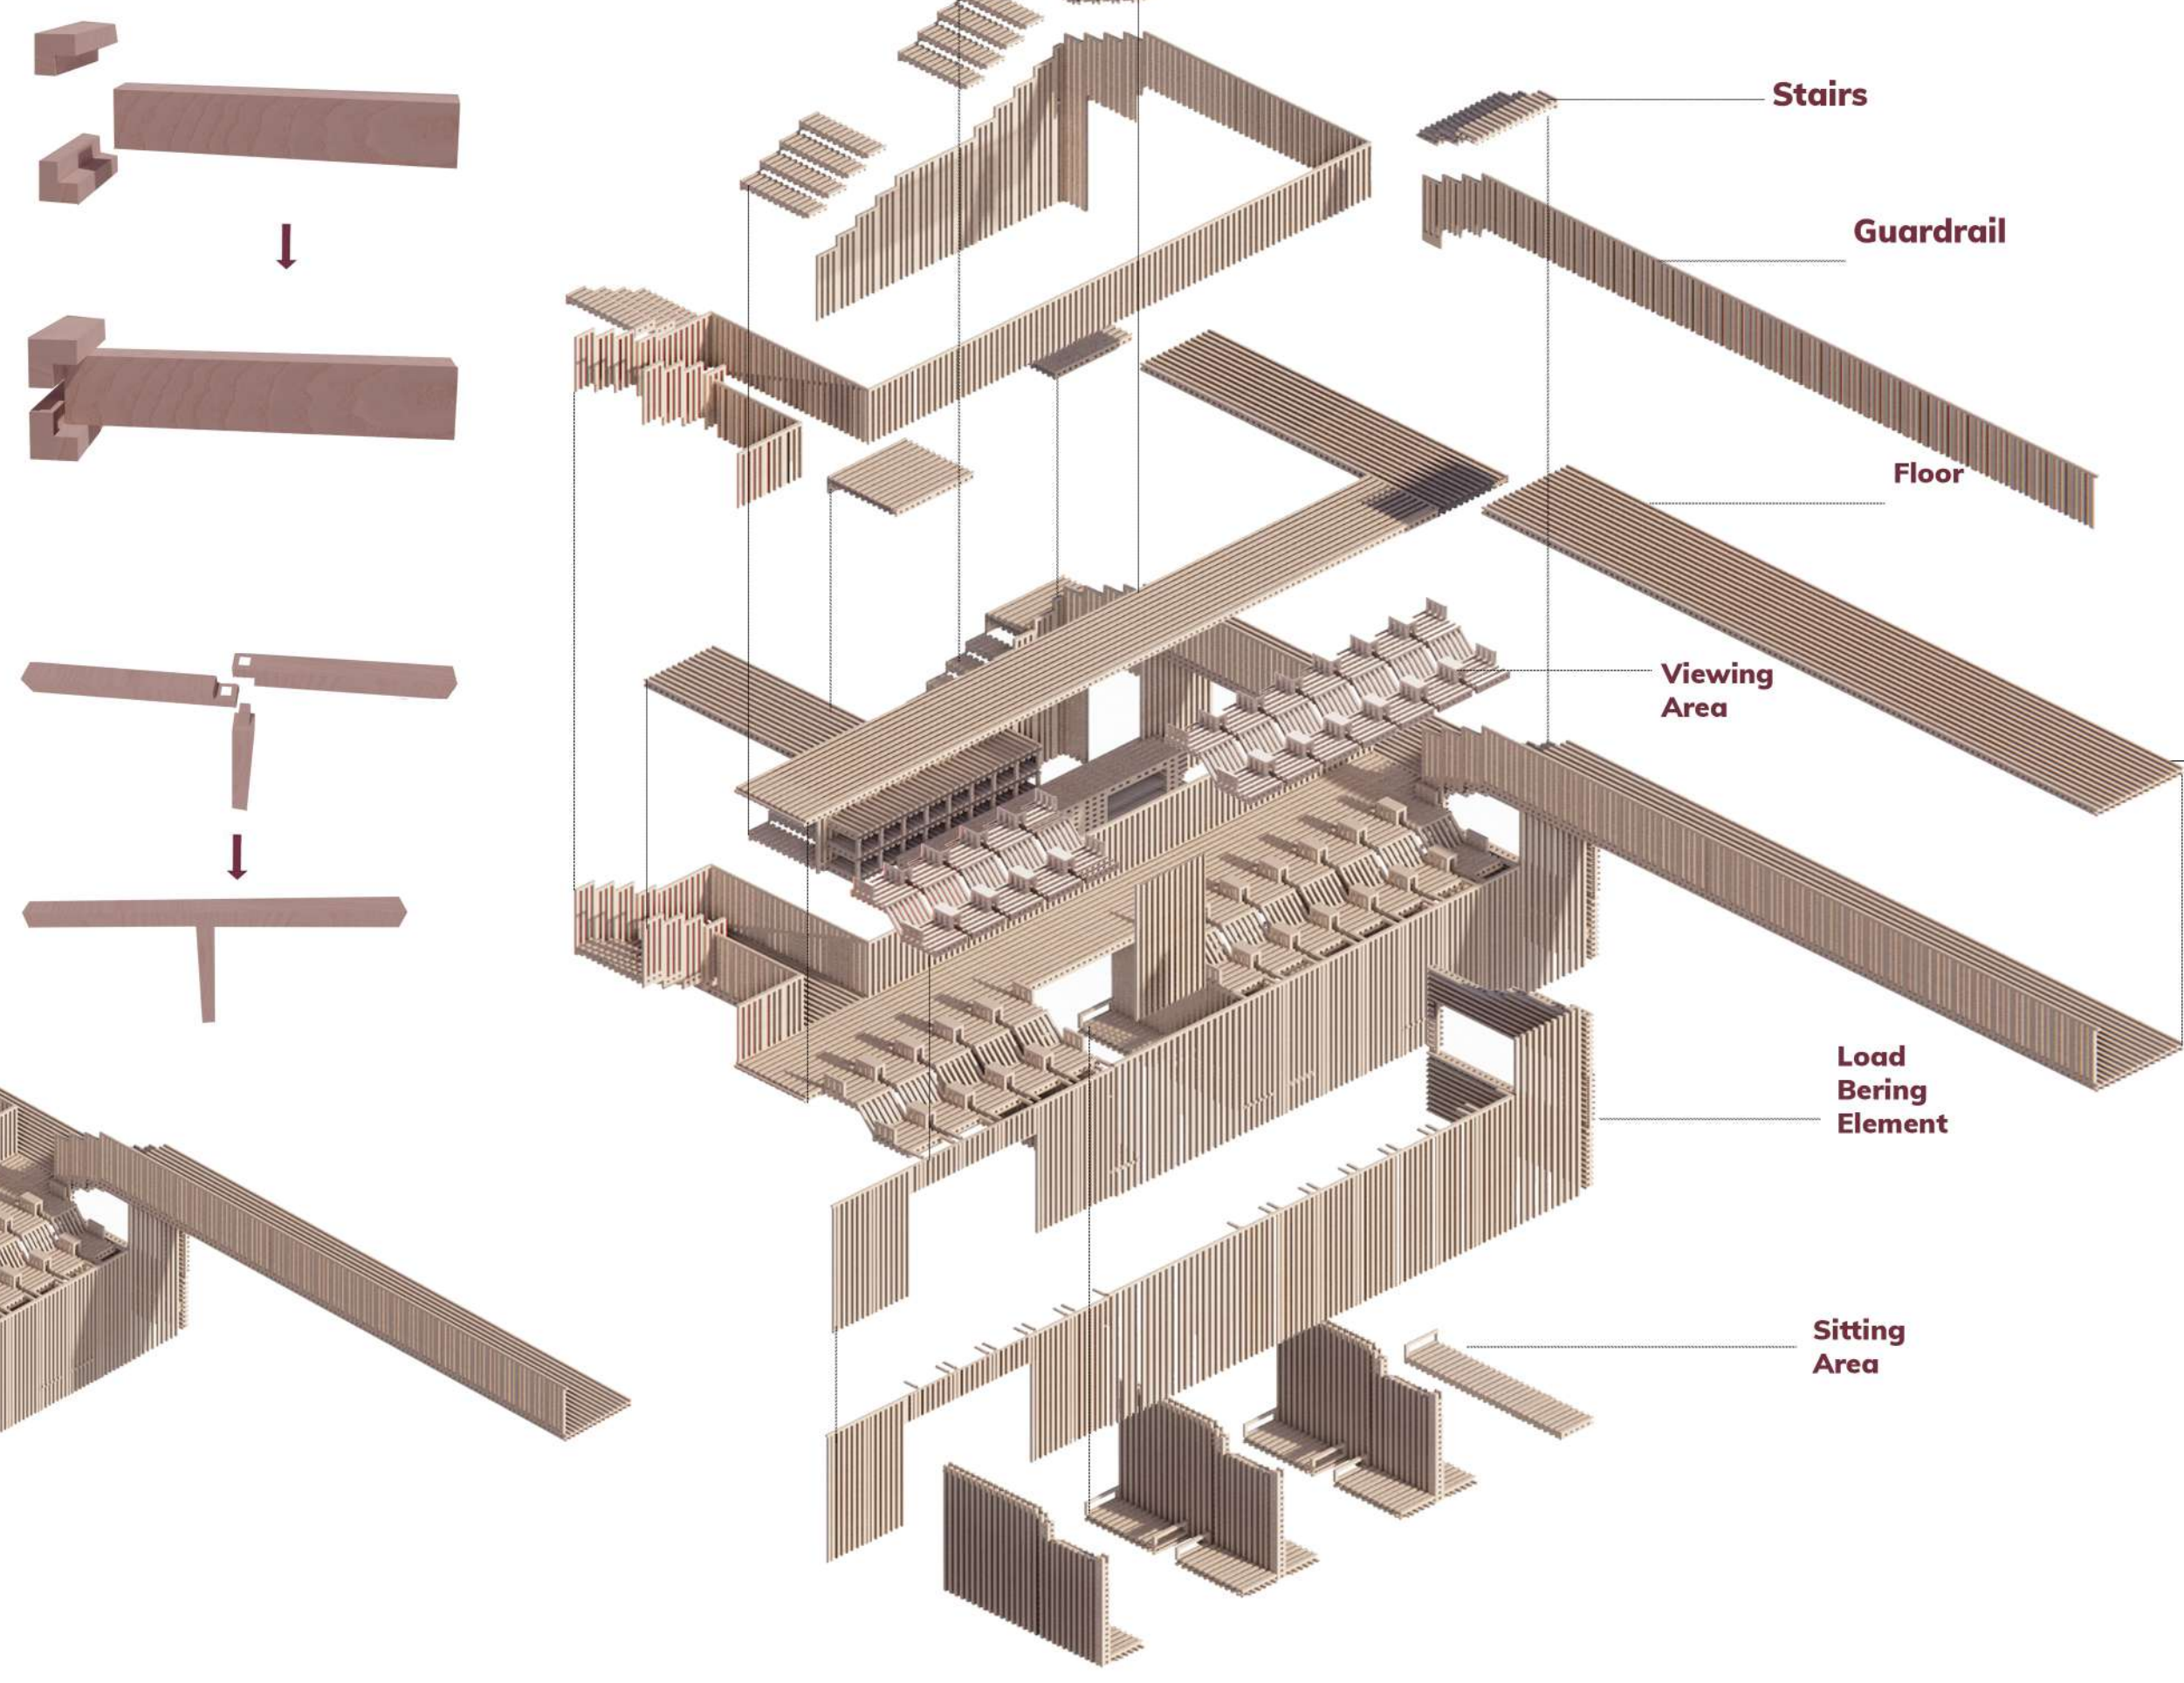 Stairs
Guardrail
Floor
Viewing
Area
Load
Bering
Element
Sitting
Area